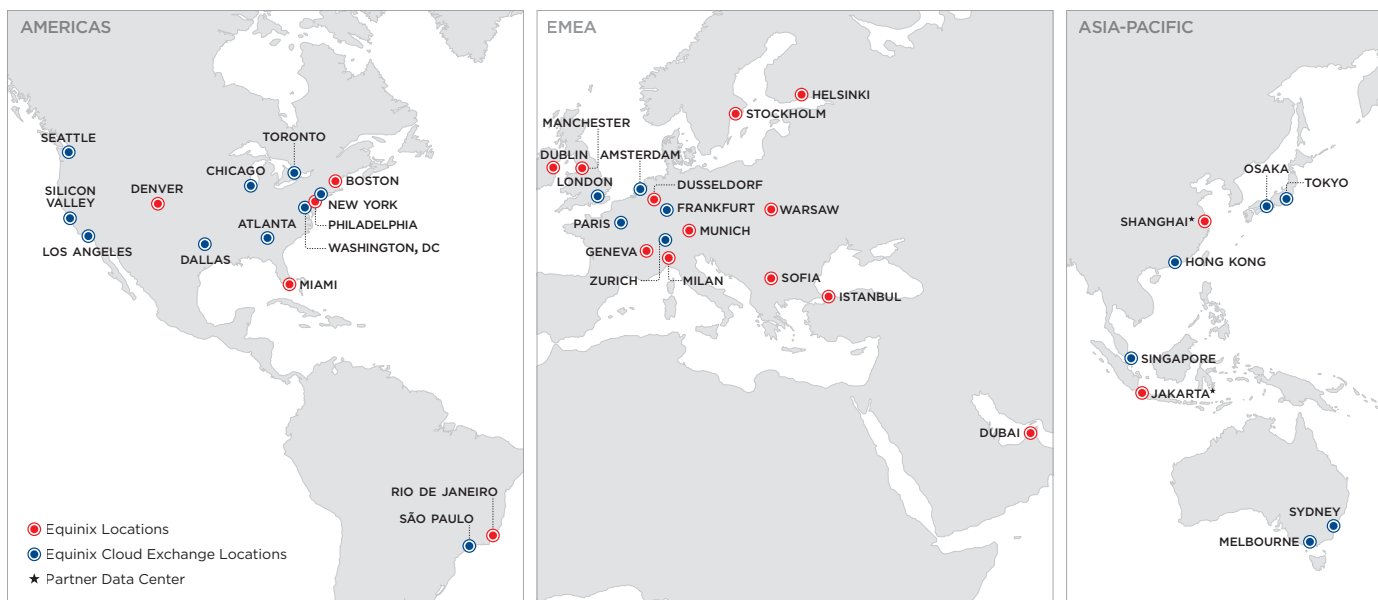 AMERICAS
SEATTLE
TORONTO
CHICAGO
SILICON
VALLEY
DENVER
BOSTON
NEW YORK
ATLANTA
PHILADELPHIA
WASHINGTON, DC
LOS ANGELES
DALLAS
MIAMI
RIO DE JANEIRO
SÃO PAULO
Equinix Locations
Equinix Cloud Exchange Locations
★ Partner Data Center
EMEA
HELSINKI
STOCKHOLM
MANCHESTER
DUBLIN
AMSTERDAM
LONDON
DUSSELDORF
FRANKFURT
WARSAW
PARIS
MUNICH
GENEVA
ZURICH
MILAN
SOFIA
ISTANBUL
DUBAI
ASIA-PACIFIC
OSAKA
TOKYO
SHANGHAI★
HONG KONG
SINGAPORE
JAKARTA★
SYDNEY
MELBOURNE